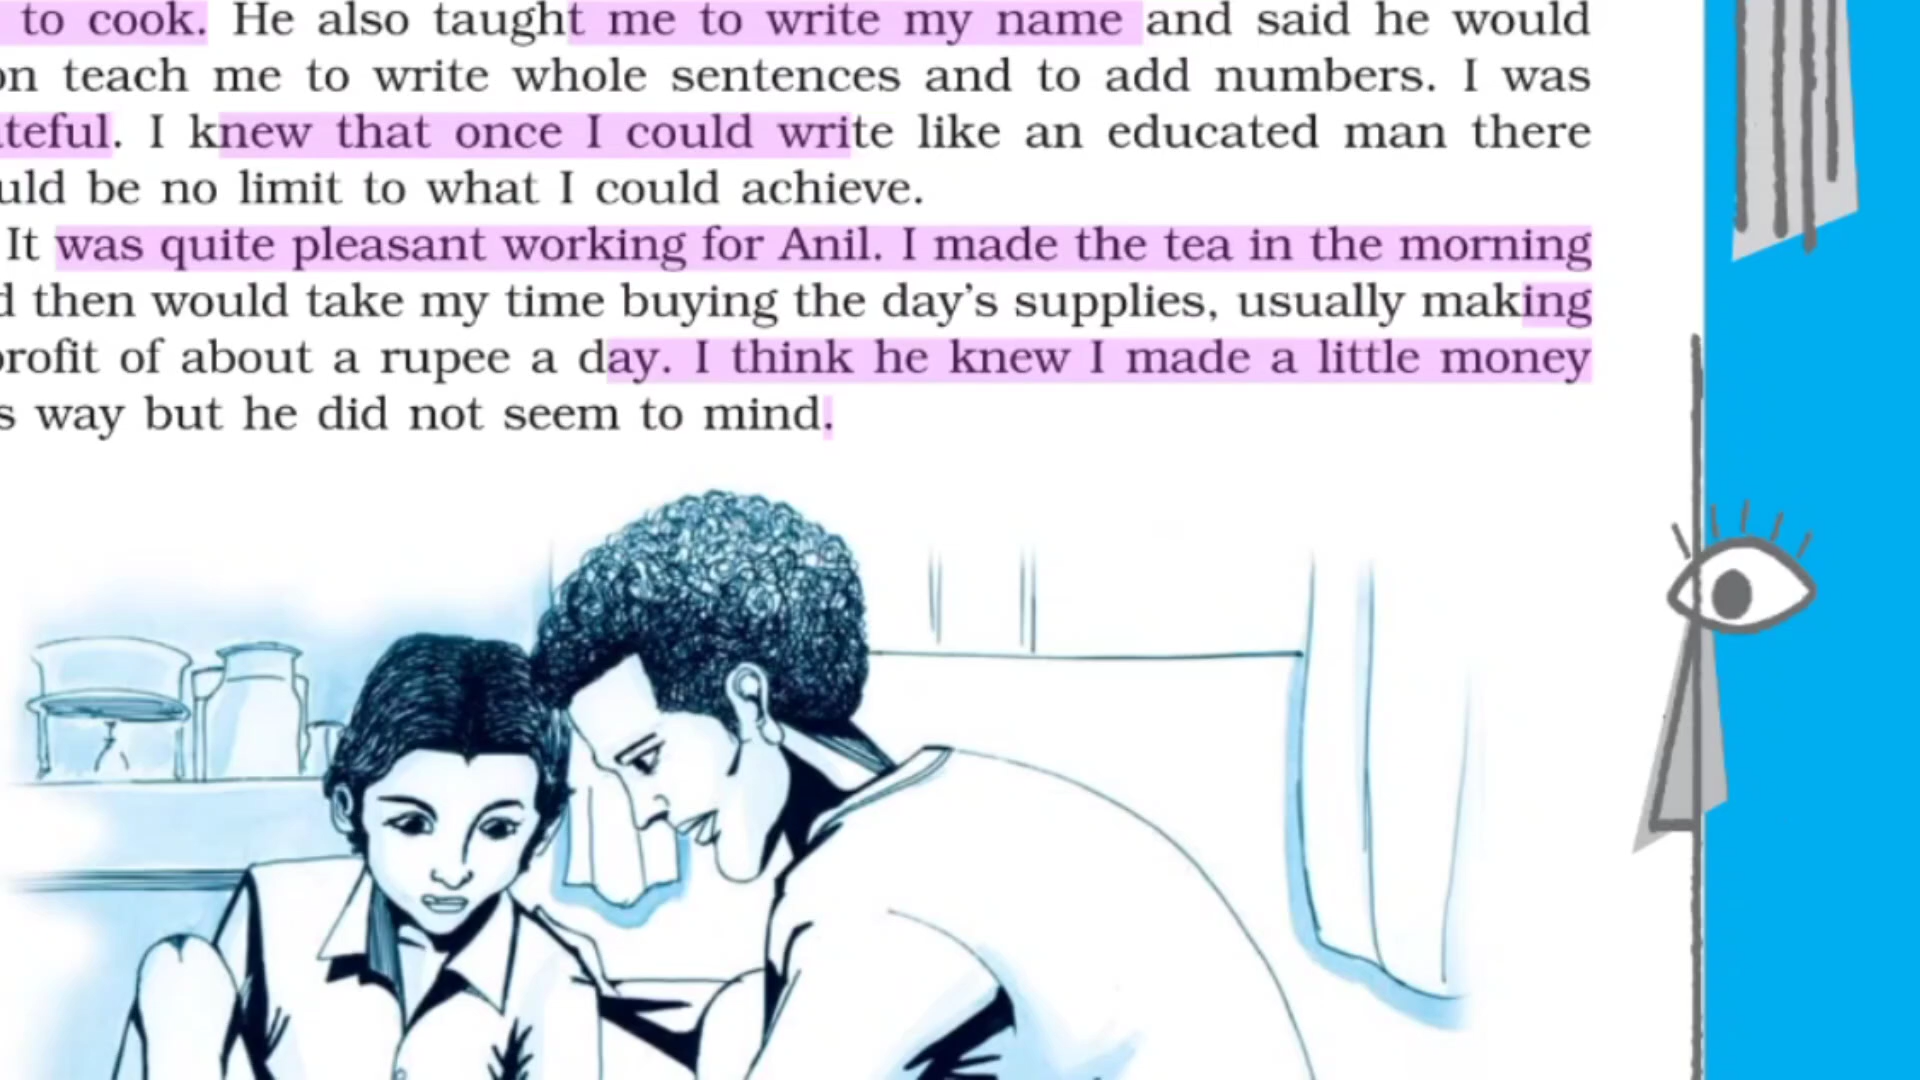 to cook. He also taught me to write my name and said he would
on teach me to write whole sentences and to add numbers. I was
teful. I knew that once I could write like an educated man there
uld be no limit to what I could achieve.
It was quite pleasant working for Anil. I made the tea in the morning
d then would take my time buying the day's supplies, usually making
profit of about a rupee a day. I think he knew I made a little money
s way but he did not seem to mind.